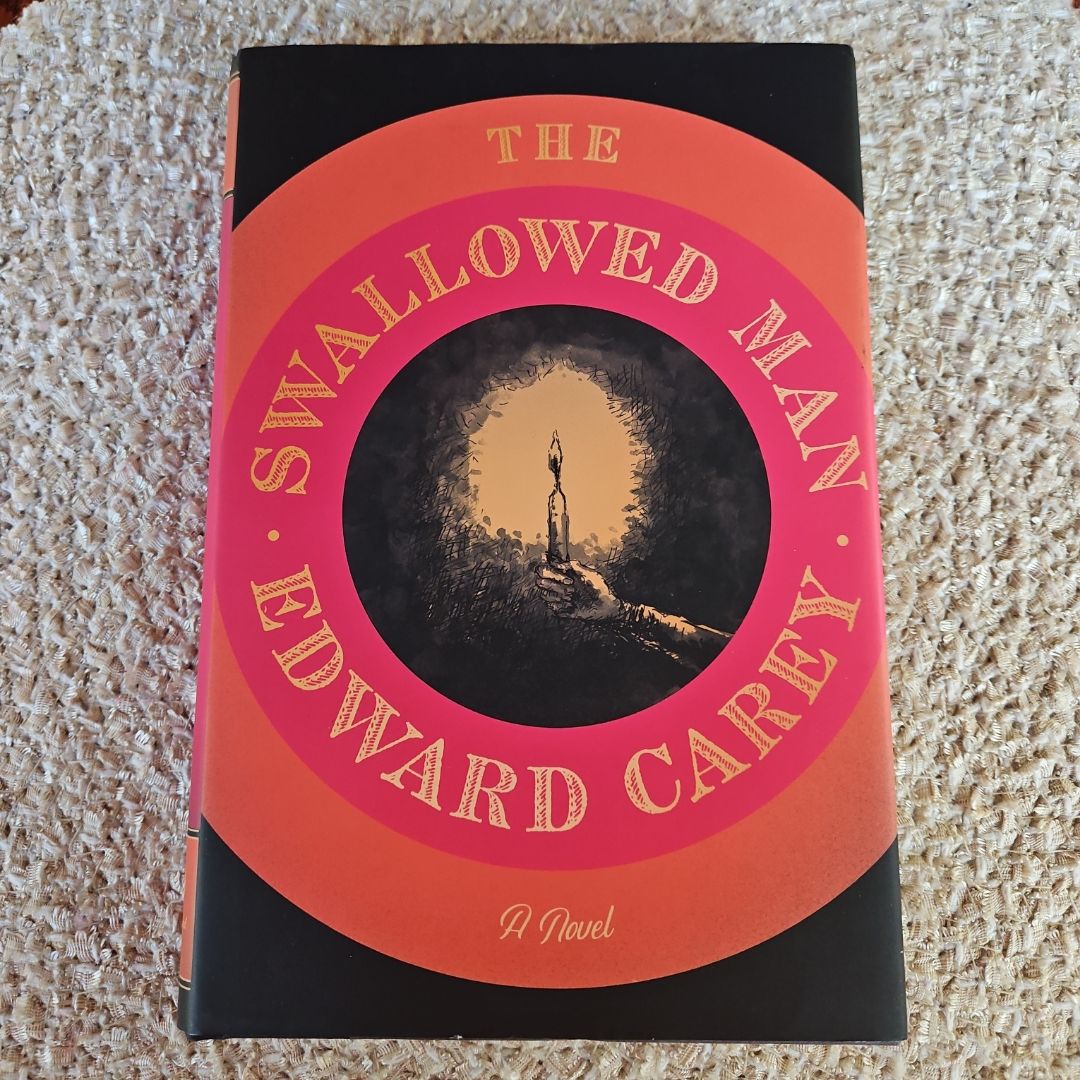 THE
SWALLOWED MAN
· EDWARD CAREY ·
A Novel